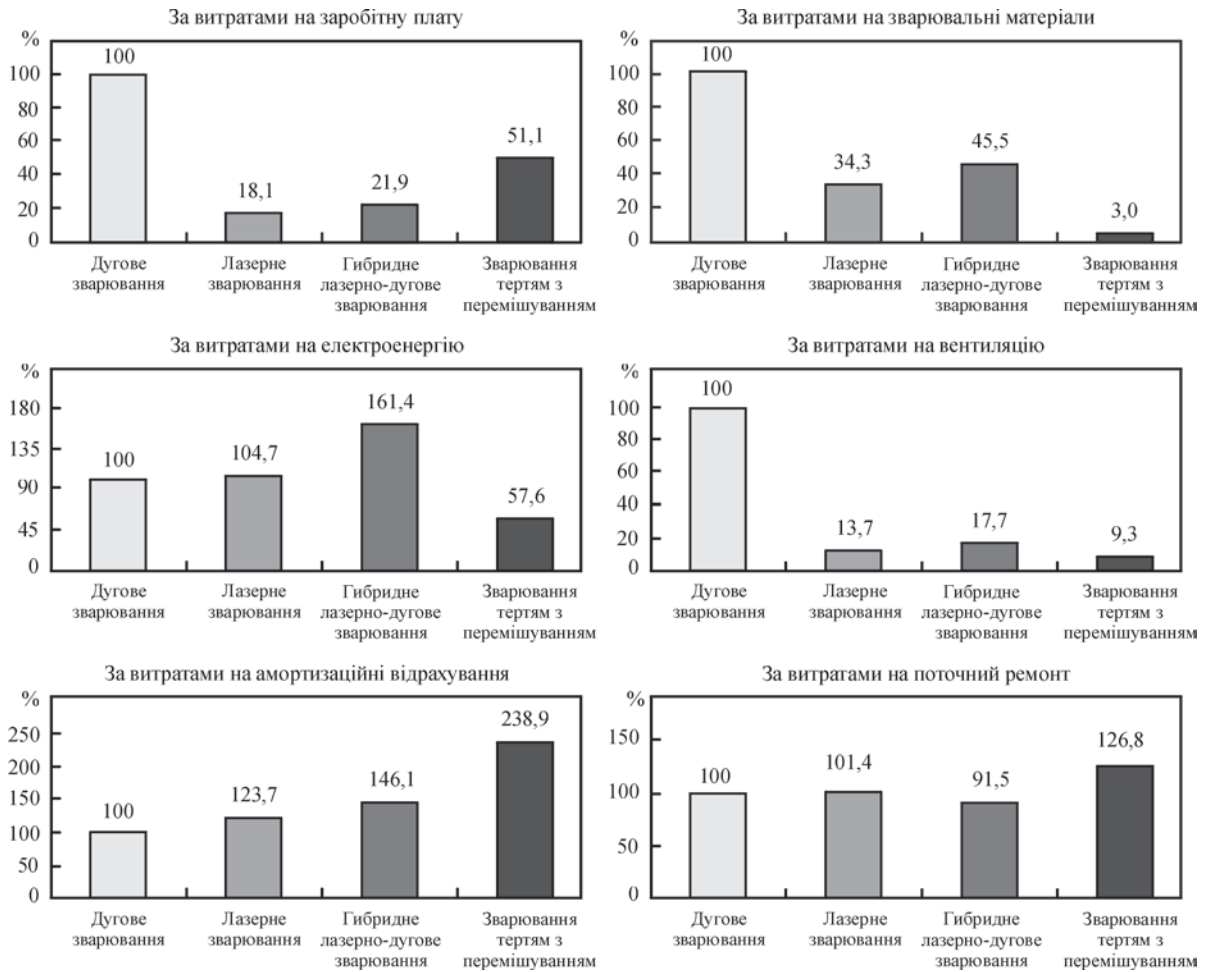 За витратами на заробітну плату
%
100
80
60
40
20
0
100
18,1
21,9
51,1
Дугове
зварювання
Лазерне
зварювання
Гибридне
лазерно-дугове
зварювання
Зварювання
тертям з
перемішуванням
За витратами на зварювальні матеріали
%
100
80
60
40
20
0
100
34,3
45,5
3,0
Дугове
зварювання
Лазерне
зварювання
Гибридне
лазерно-дугове
зварювання
Зварювання
тертям з
перемішуванням
За витратами на електроенергію
%
180
135
90
45
0
100
104,7
161,4
57,6
Дугове
зварювання
Лазерне
зварювання
Гибридне
лазерно-дугове
зварювання
Зварювання
тертям з
перемішуванням
За витратами на вентиляцію
%
100
80
60
40
20
0
100
13,7
17,7
9,3
Дугове
зварювання
Лазерне
зварювання
Гибридне
лазерно-дугове
зварювання
Зварювання
тертям з
перемішуванням
За витратами на амортизаційні відрахування
%
250
200
150
100
50
0
100
123,7
146,1
238,9
Дугове
зварювання
Лазерне
зварювання
Гибридне
лазерно-дугове
зварювання
Зварювання
тертям з
перемішуванням
За витратами на поточний ремонт
%
150
100
50
0
100
101,4
91,5
126,8
Дугове
зварювання
Лазерне
зварювання
Гибридне
лазерно-дугове
зварювання
Зварювання
тертям з
перемішуванням